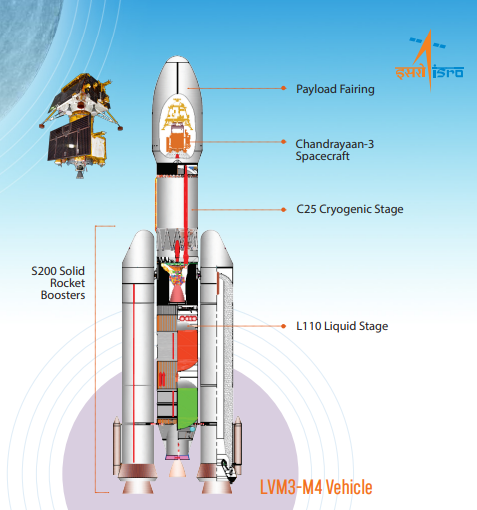 इसरो isro
Payload Fairing
Chandrayaan-3
Spacecraft
C25 Cryogenic Stage
S200 Solid
Rocket
Boosters
L110 Liquid Stage
LVM3-M4 Vehicle